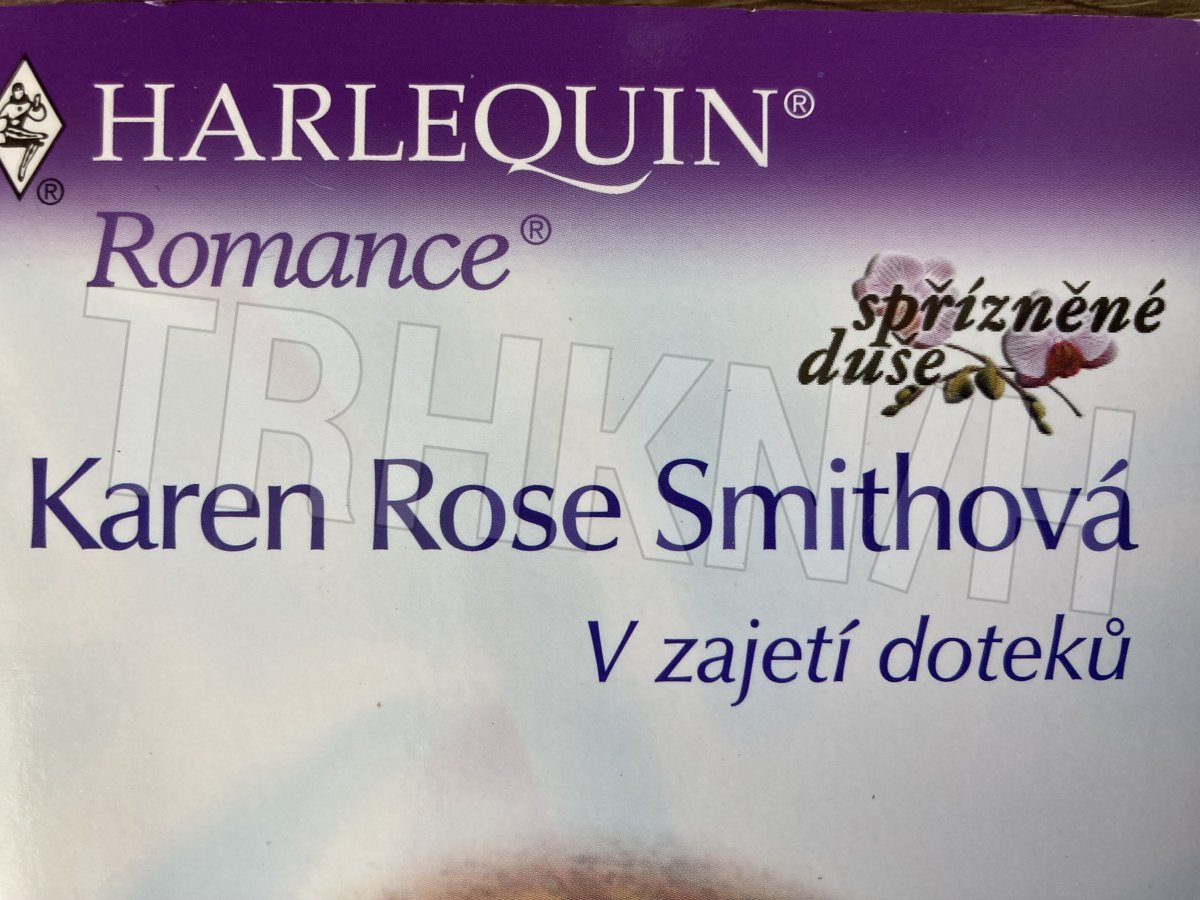 HARLEQUIN®
®
Romance®
spřízněné
duše
TRHKNIH
Karen Rose Smithová
V zajetí doteků